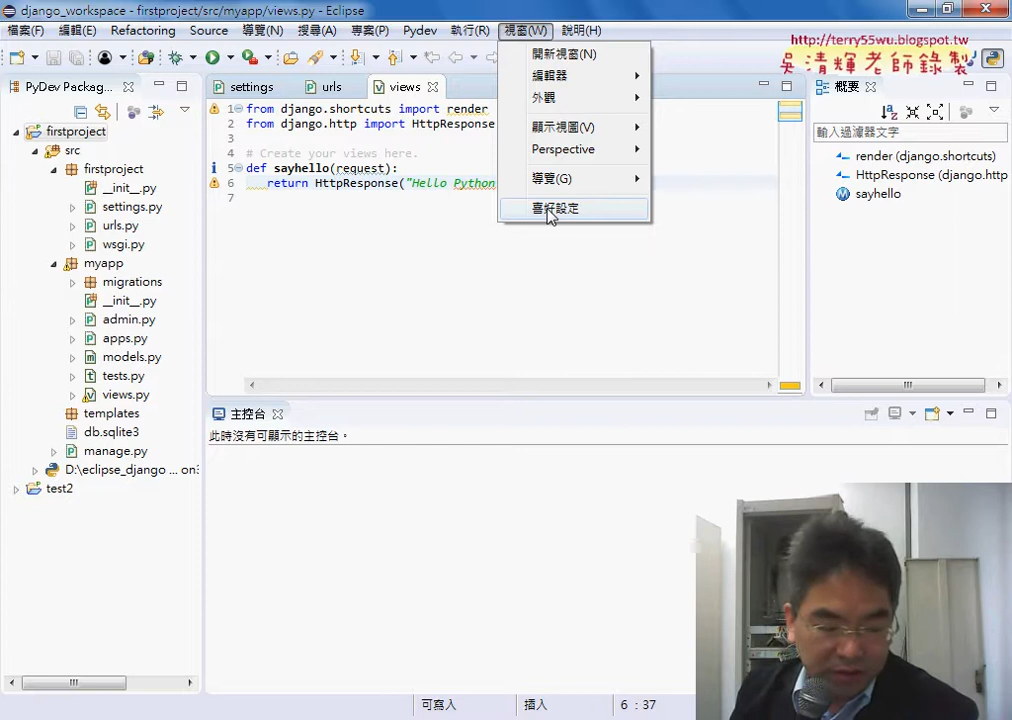 django_workspace - firstproject/src/myapp/views.py - Eclipse
檔案(F) 編輯(E) Refactoring Source 導覽(N) 搜尋(A) 專案(P) Pydev 執行(R) 視窗(W) 說明(H)
http://terry55wu.blogspot.tw
吳清輝老師錄製
開新視窗(N)
編輯器
外觀
顯示視圖(V)
Perspective
導覽(G)
喜好設定
PyDev Packag...
firstproject
src
firstproject
__init__.py
settings.py
urls.py
wsgi.py
myapp
migrations
__init__.py
admin.py
apps.py
models.py
tests.py
views.py
templates
db.sqlite3
manage.py
D:\eclipse_django ... on3
test2
settings urls views
1 from django.shortcuts import render
2 from django.http import HttpResponse
3
4 # Create your views here.
5 def sayhello(request):
6 return HttpResponse("Hello Python
7
概要
輸入過濾器文字
render (django.shortcuts)
HttpResponse (django.http
sayhello
主控台
此時沒有可顯示的主控台。
可寫入 插入 6 : 37